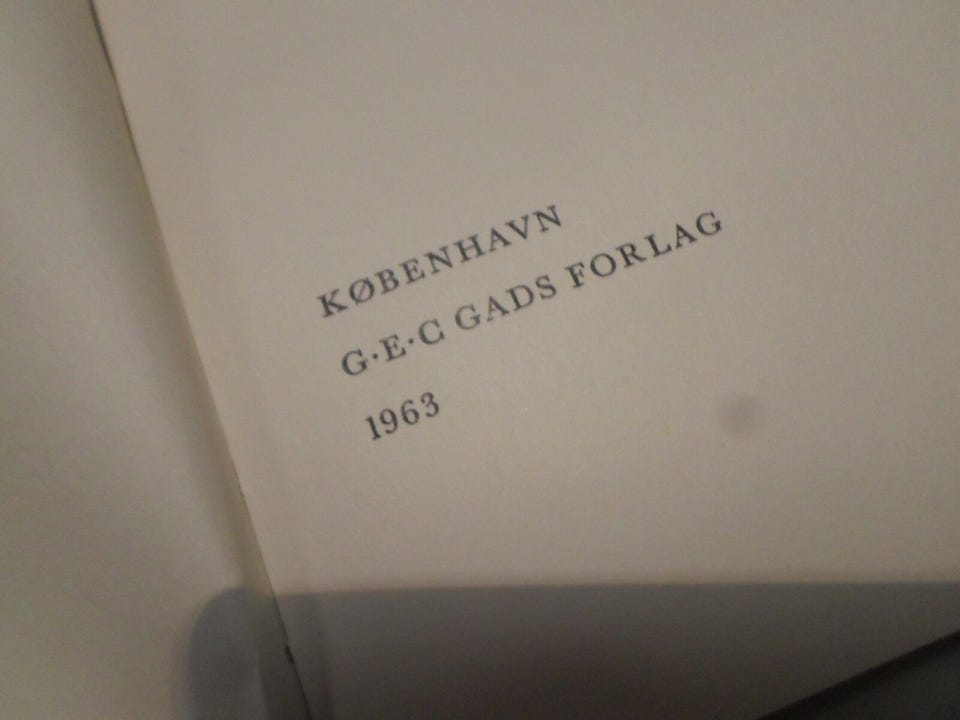 KØBENHAVN
G·E·C GADS FORLAG
1963